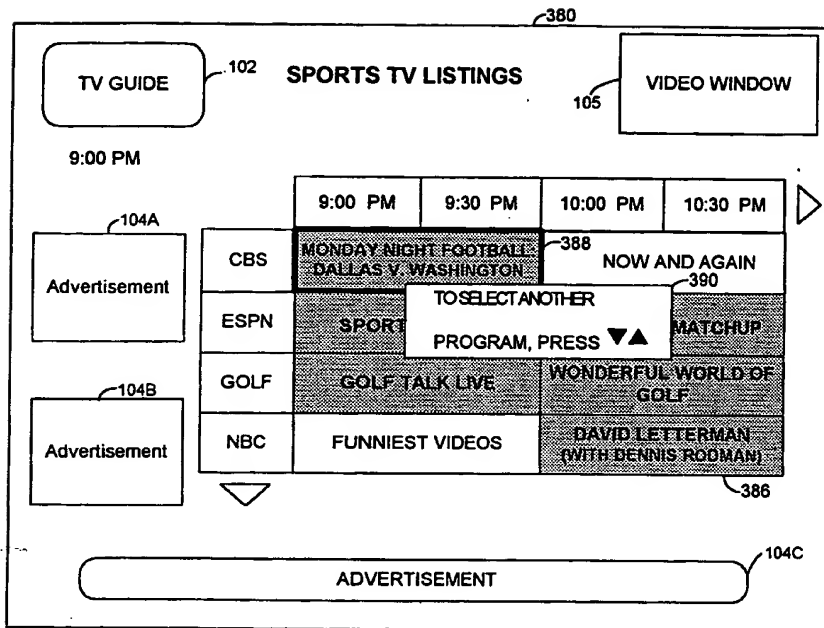 380
TV GUIDE
102
SPORTS TV LISTINGS
105
VIDEO WINDOW
9:00 PM
9:00 PM 9:30 PM 10:00 PM 10:30 PM
104A
Advertisement
CBS
MONDAY NIGHT FOOTBALL:
DALLAS V. WASHINGTON
388
NOW AND AGAIN
390
TO SELECT ANOTHER
PROGRAM, PRESS ▼▲
ESPN
SPORT
MATCHUP
GOLF
GOLF TALK LIVE
WONDERFUL WORLD OF
GOLF
104B
Advertisement
NBC
FUNNIEST VIDEOS
DAVID LETTERMAN
(WITH DENNIS RODMAN)
386
104C
ADVERTISEMENT